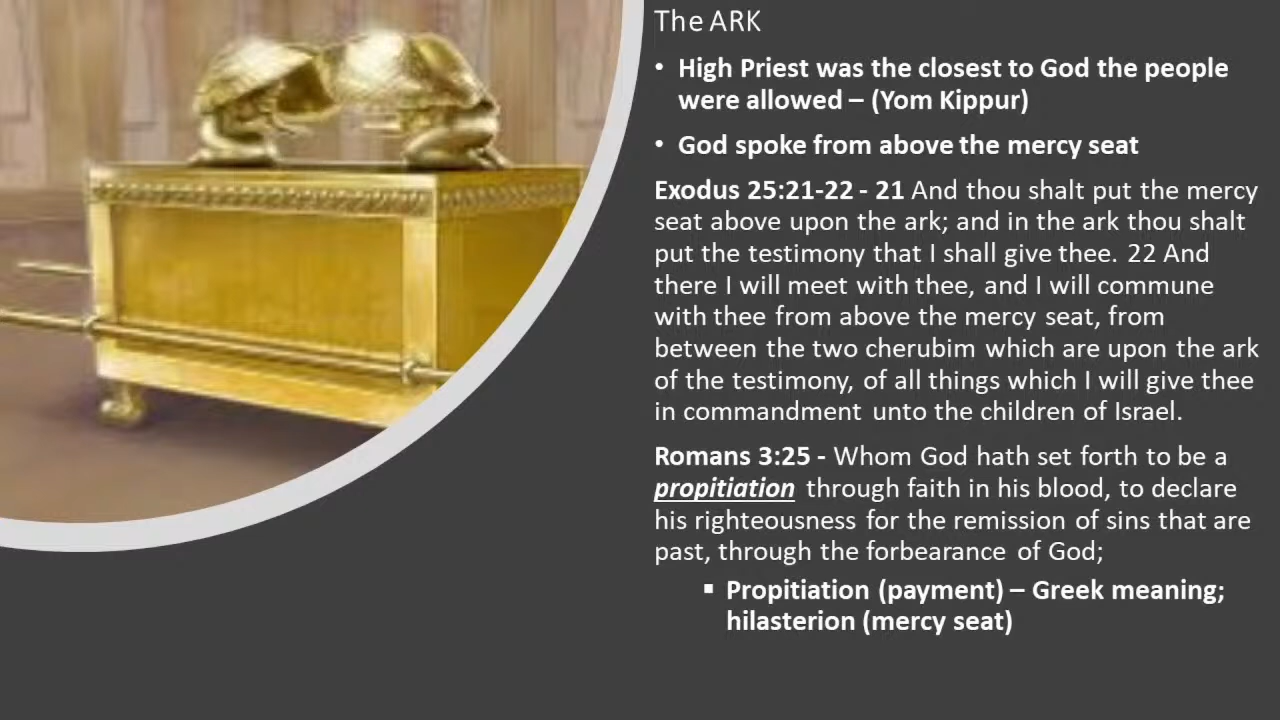 The ARK
• High Priest was the closest to God the people
were allowed – (Yom Kippur)
• God spoke from above the mercy seat
Exodus 25:21-22 - 21 And thou shalt put the mercy
seat above upon the ark; and in the ark thou shalt
put the testimony that I shall give thee. 22 And
there I will meet with thee, and I will commune
with thee from above the mercy seat, from
between the two cherubim which are upon the ark
of the testimony, of all things which I will give thee
in commandment unto the children of Israel.
Romans 3:25 - Whom God hath set forth to be a
propitiation through faith in his blood, to declare
his righteousness for the remission of sins that are
past, through the forbearance of God;
▪ Propitiation (payment) – Greek meaning;
hilasterion (mercy seat)